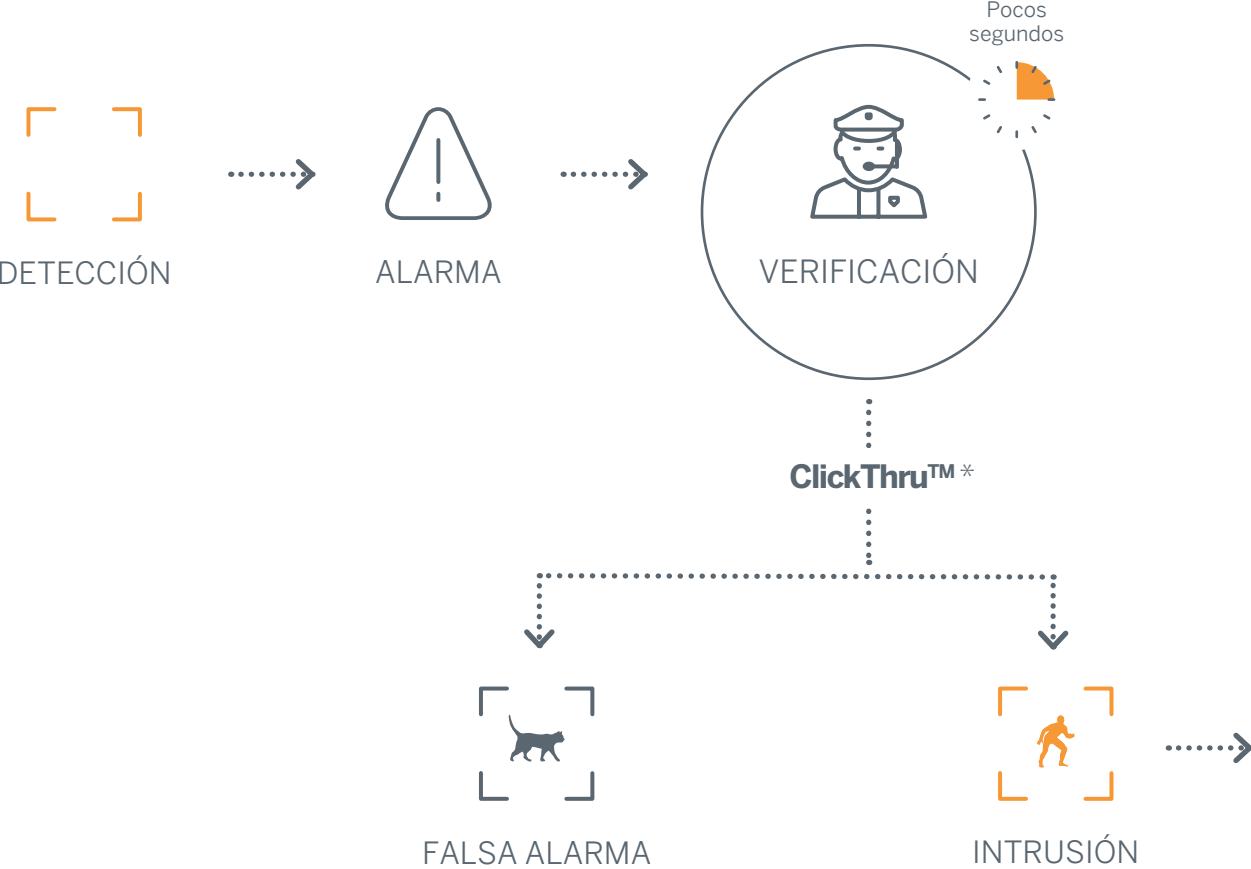 Pocos
segundos
DETECCIÓN
ALARMA
VERIFICACIÓN
ClickThru™ *
FALSA ALARMA
INTRUSIÓN